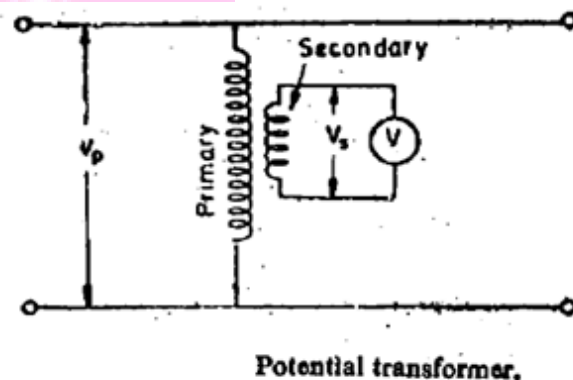 Secondary
Vp
Primary
Vs
V
Potential transformer.